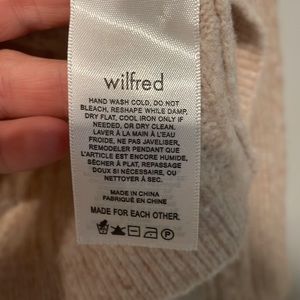 wilfred
HAND WASH COLD, DO NOT
BLEACH, RESHAPE WHILE DAMP,
DRY FLAT, COOL IRON ONLY IF
NEEDED, OR DRY CLEAN.
LAVER À LA MAIN À L'EAU
FROIDE, NE PAS JAVELLISER,
REMODELER PENDANT QUE
L'ARTICLE EST ENCORE HUMIDE,
SÉCHER À PLAT, REPASSAGE
DOUX SI NÉCESSAIRE, OU
NETTOYER À SEC.
MADE IN CHINA
FABRIQUÉ EN CHINE
MADE FOR EACH OTHER.